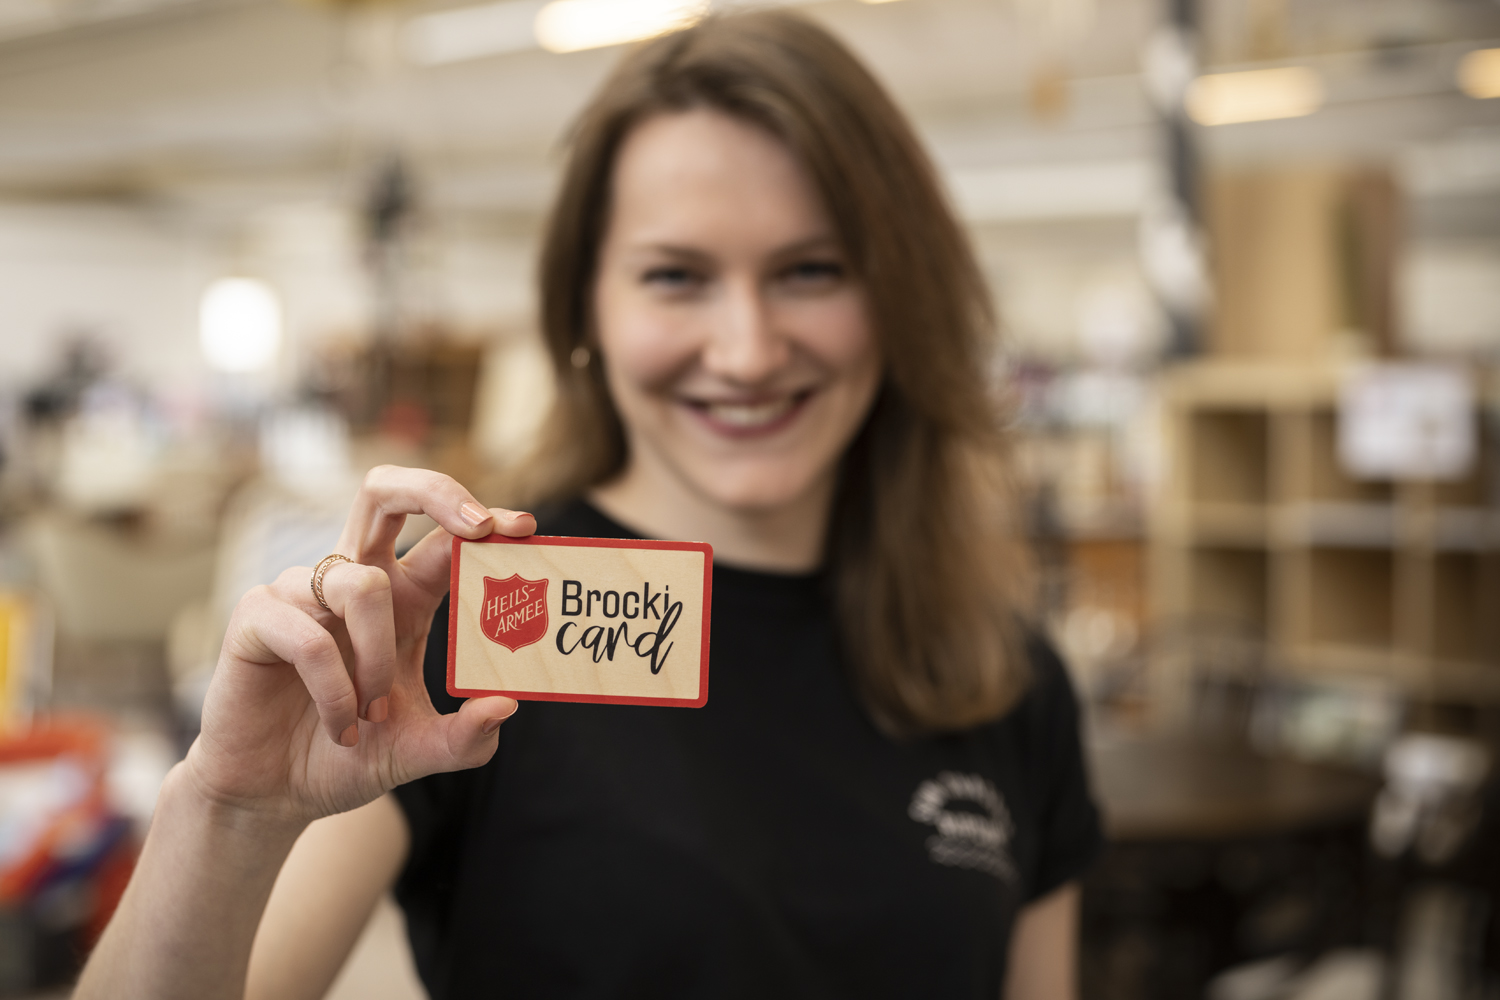 HEILS-
ARMEE
Brocki
card